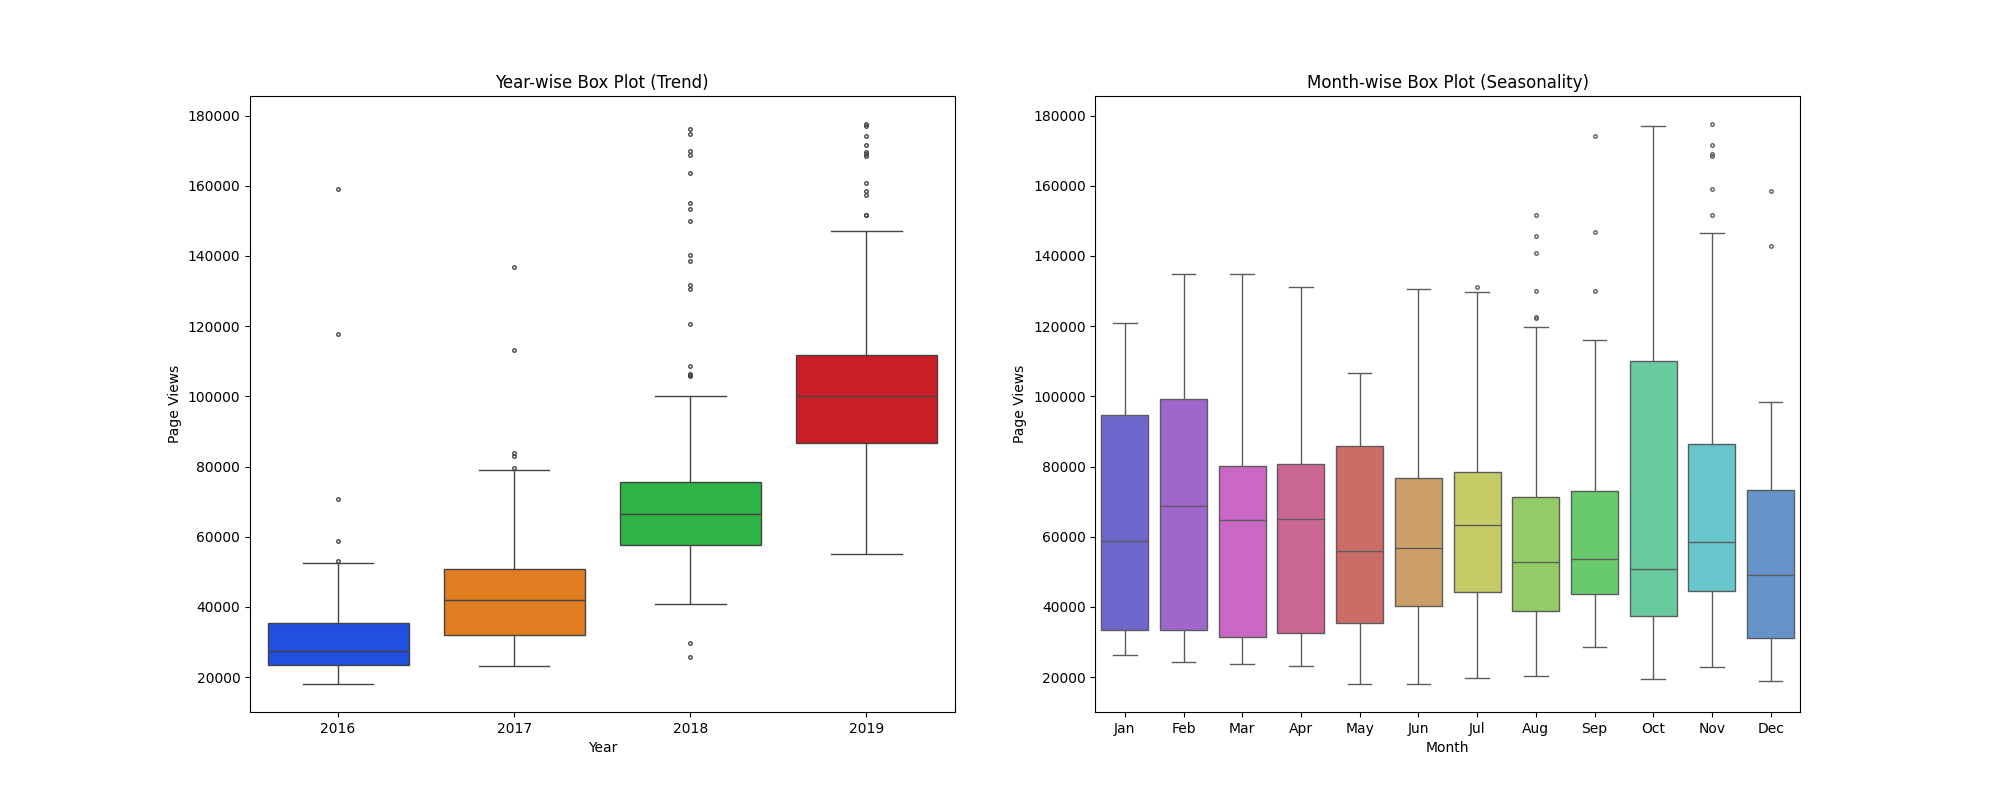 Year-wise Box Plot (Trend)
Page Views
180000
160000
140000
120000
100000
80000
60000
40000
20000
2016 2017 2018 2019
Year
Month-wise Box Plot (Seasonality)
Page Views
180000
160000
140000
120000
100000
80000
60000
40000
20000
Jan Feb Mar Apr May Jun Jul Aug Sep Oct Nov Dec
Month